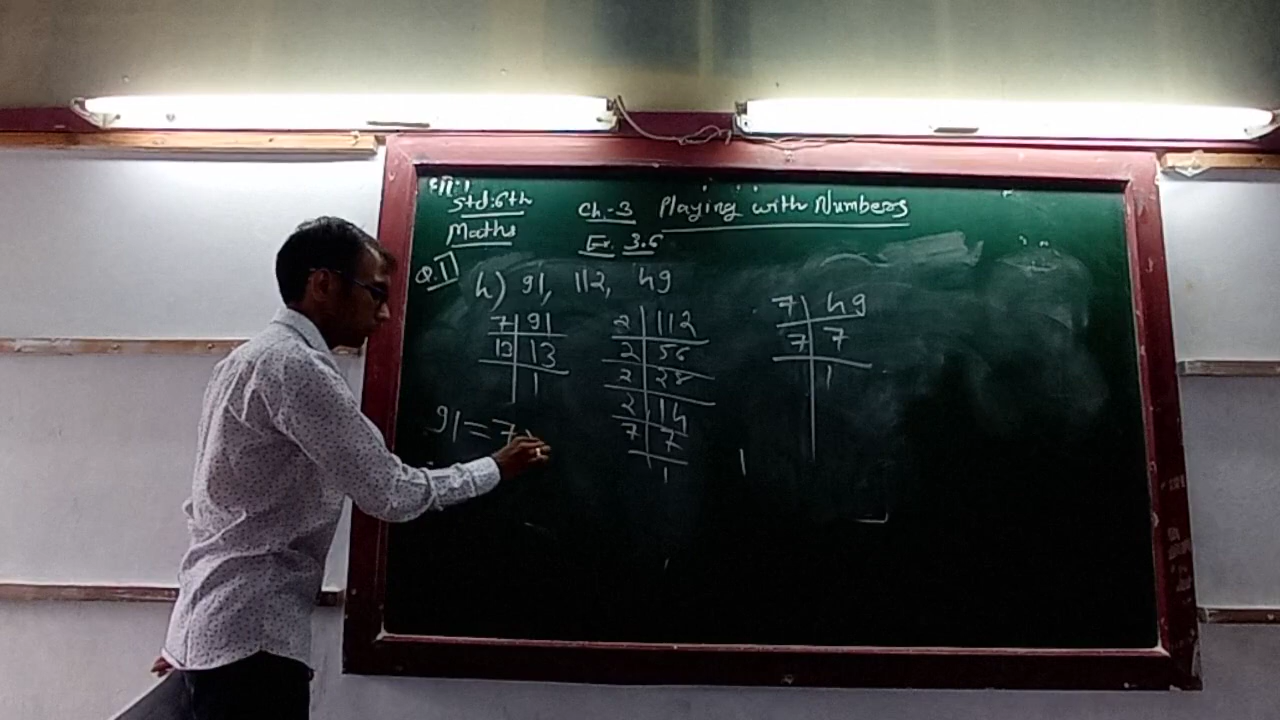 Std:6th
Ch.-3 Playing with Numbers
Maths
Ex. 3.6
Q.1 h) 91, 112, 49
7 | 91
13 | 13
1
2 | 112
2 | 56
2 | 28
2 | 14
7 | 7
1
7 | 49
7 | 7
1
91 = 7